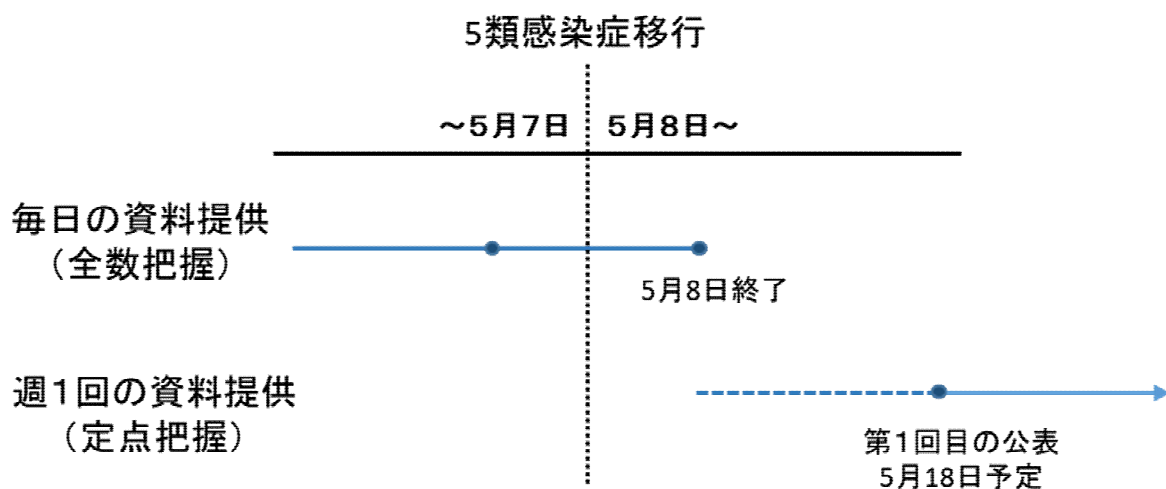 5類感染症移行
～5月7日
5月8日～
毎日の資料提供
（全数把握）
5月8日終了
週1回の資料提供
（定点把握）
第1回目の公表
5月18日予定